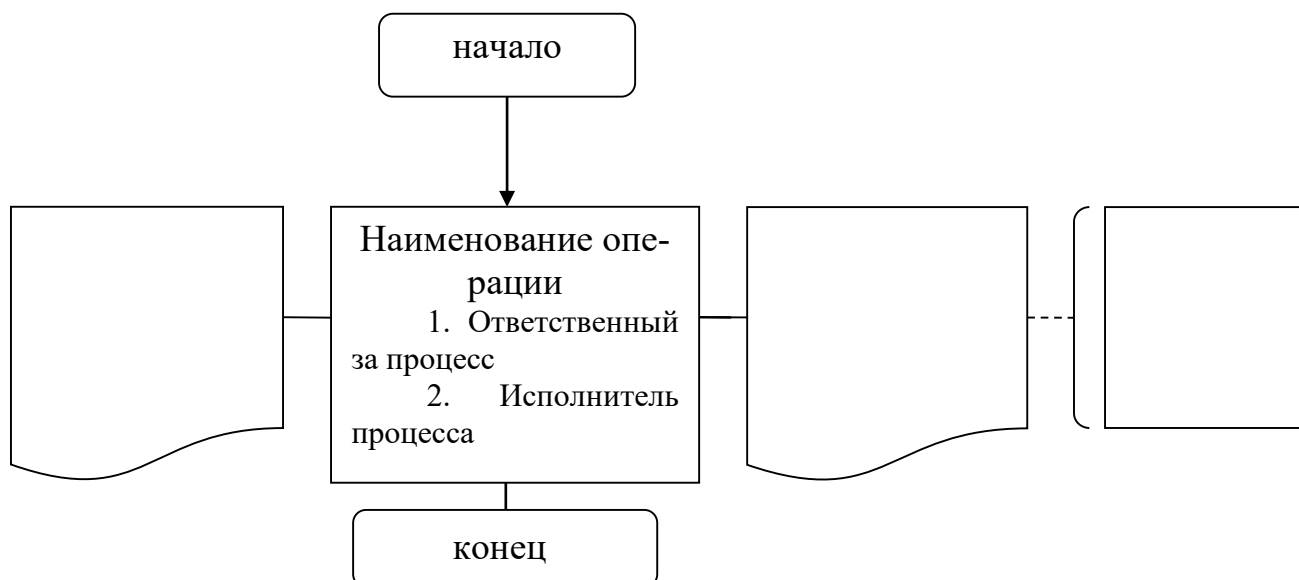 начало
Наименование опе-
рации
1. Ответственный
за процесс
2. Исполнитель
процесса
конец